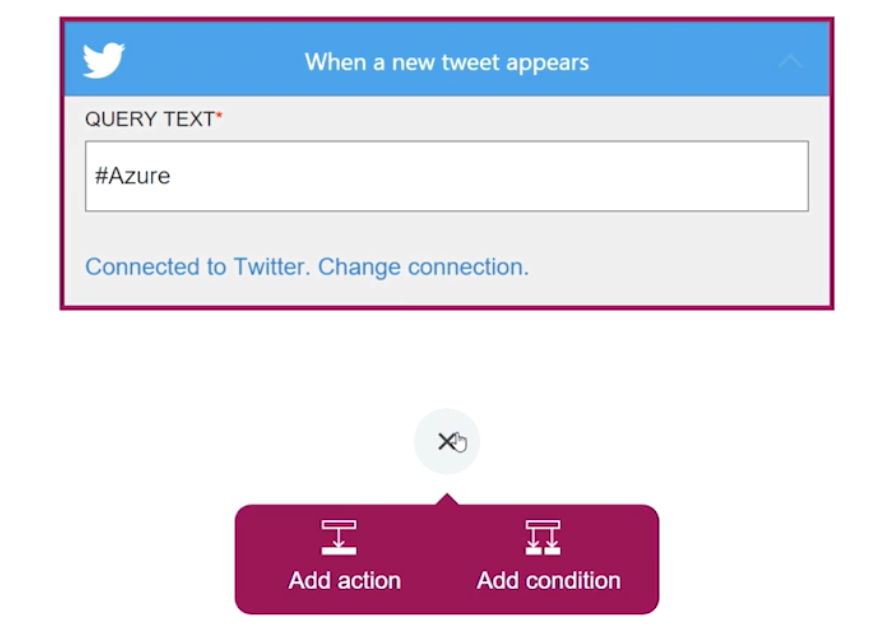 When a new tweet appears
QUERY TEXT*
#Azure
Connected to Twitter. Change connection.
Add action
Add condition